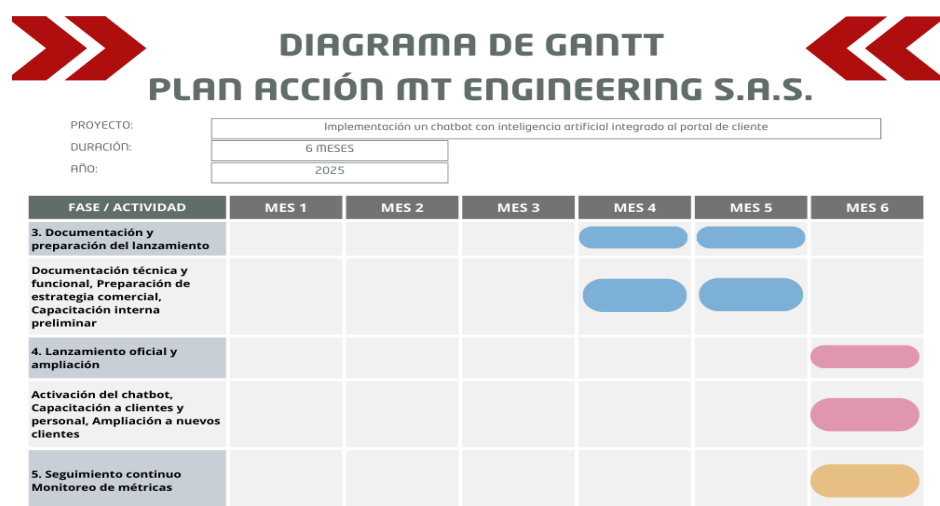 DIAGRAMA DE GANTT
PLAN ACCIÓN MT ENGINEERING S.A.S.
PROYECTO: Implementación un chatbot con inteligencia artificial integrado al portal de cliente
DURACIÓN: 6 MESES
AÑO: 2025
FASE / ACTIVIDAD MES 1 MES 2 MES 3 MES 4 MES 5 MES 6
3. Documentación y
preparación del lanzamiento
Documentación técnica y
funcional, Preparación de
estrategia comercial,
Capacitación interna
preliminar
4. Lanzamiento oficial y
ampliación
Activación del chatbot,
Capacitación a clientes y
personal, Ampliación a nuevos
clientes
5. Seguimiento continuo
Monitoreo de métricas